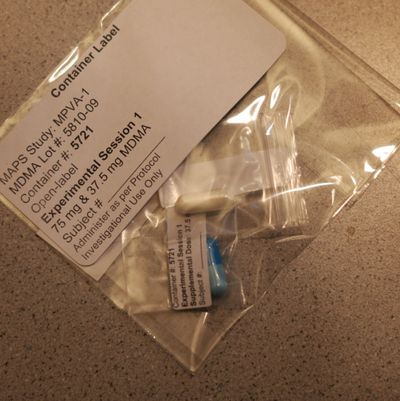 Container Label
MAPS Study: MPVA-1
MDMA Lot #: 5810-09
Container #: 5721
Open-label
Experimental Session 1
75 mg & 37.5 mg MDMA
Subject #
Administer as per Protocol
Investigational Use Only
Container #: 5721
Experimental Session 1
Supplemental Dose: 37.5
Subject #: